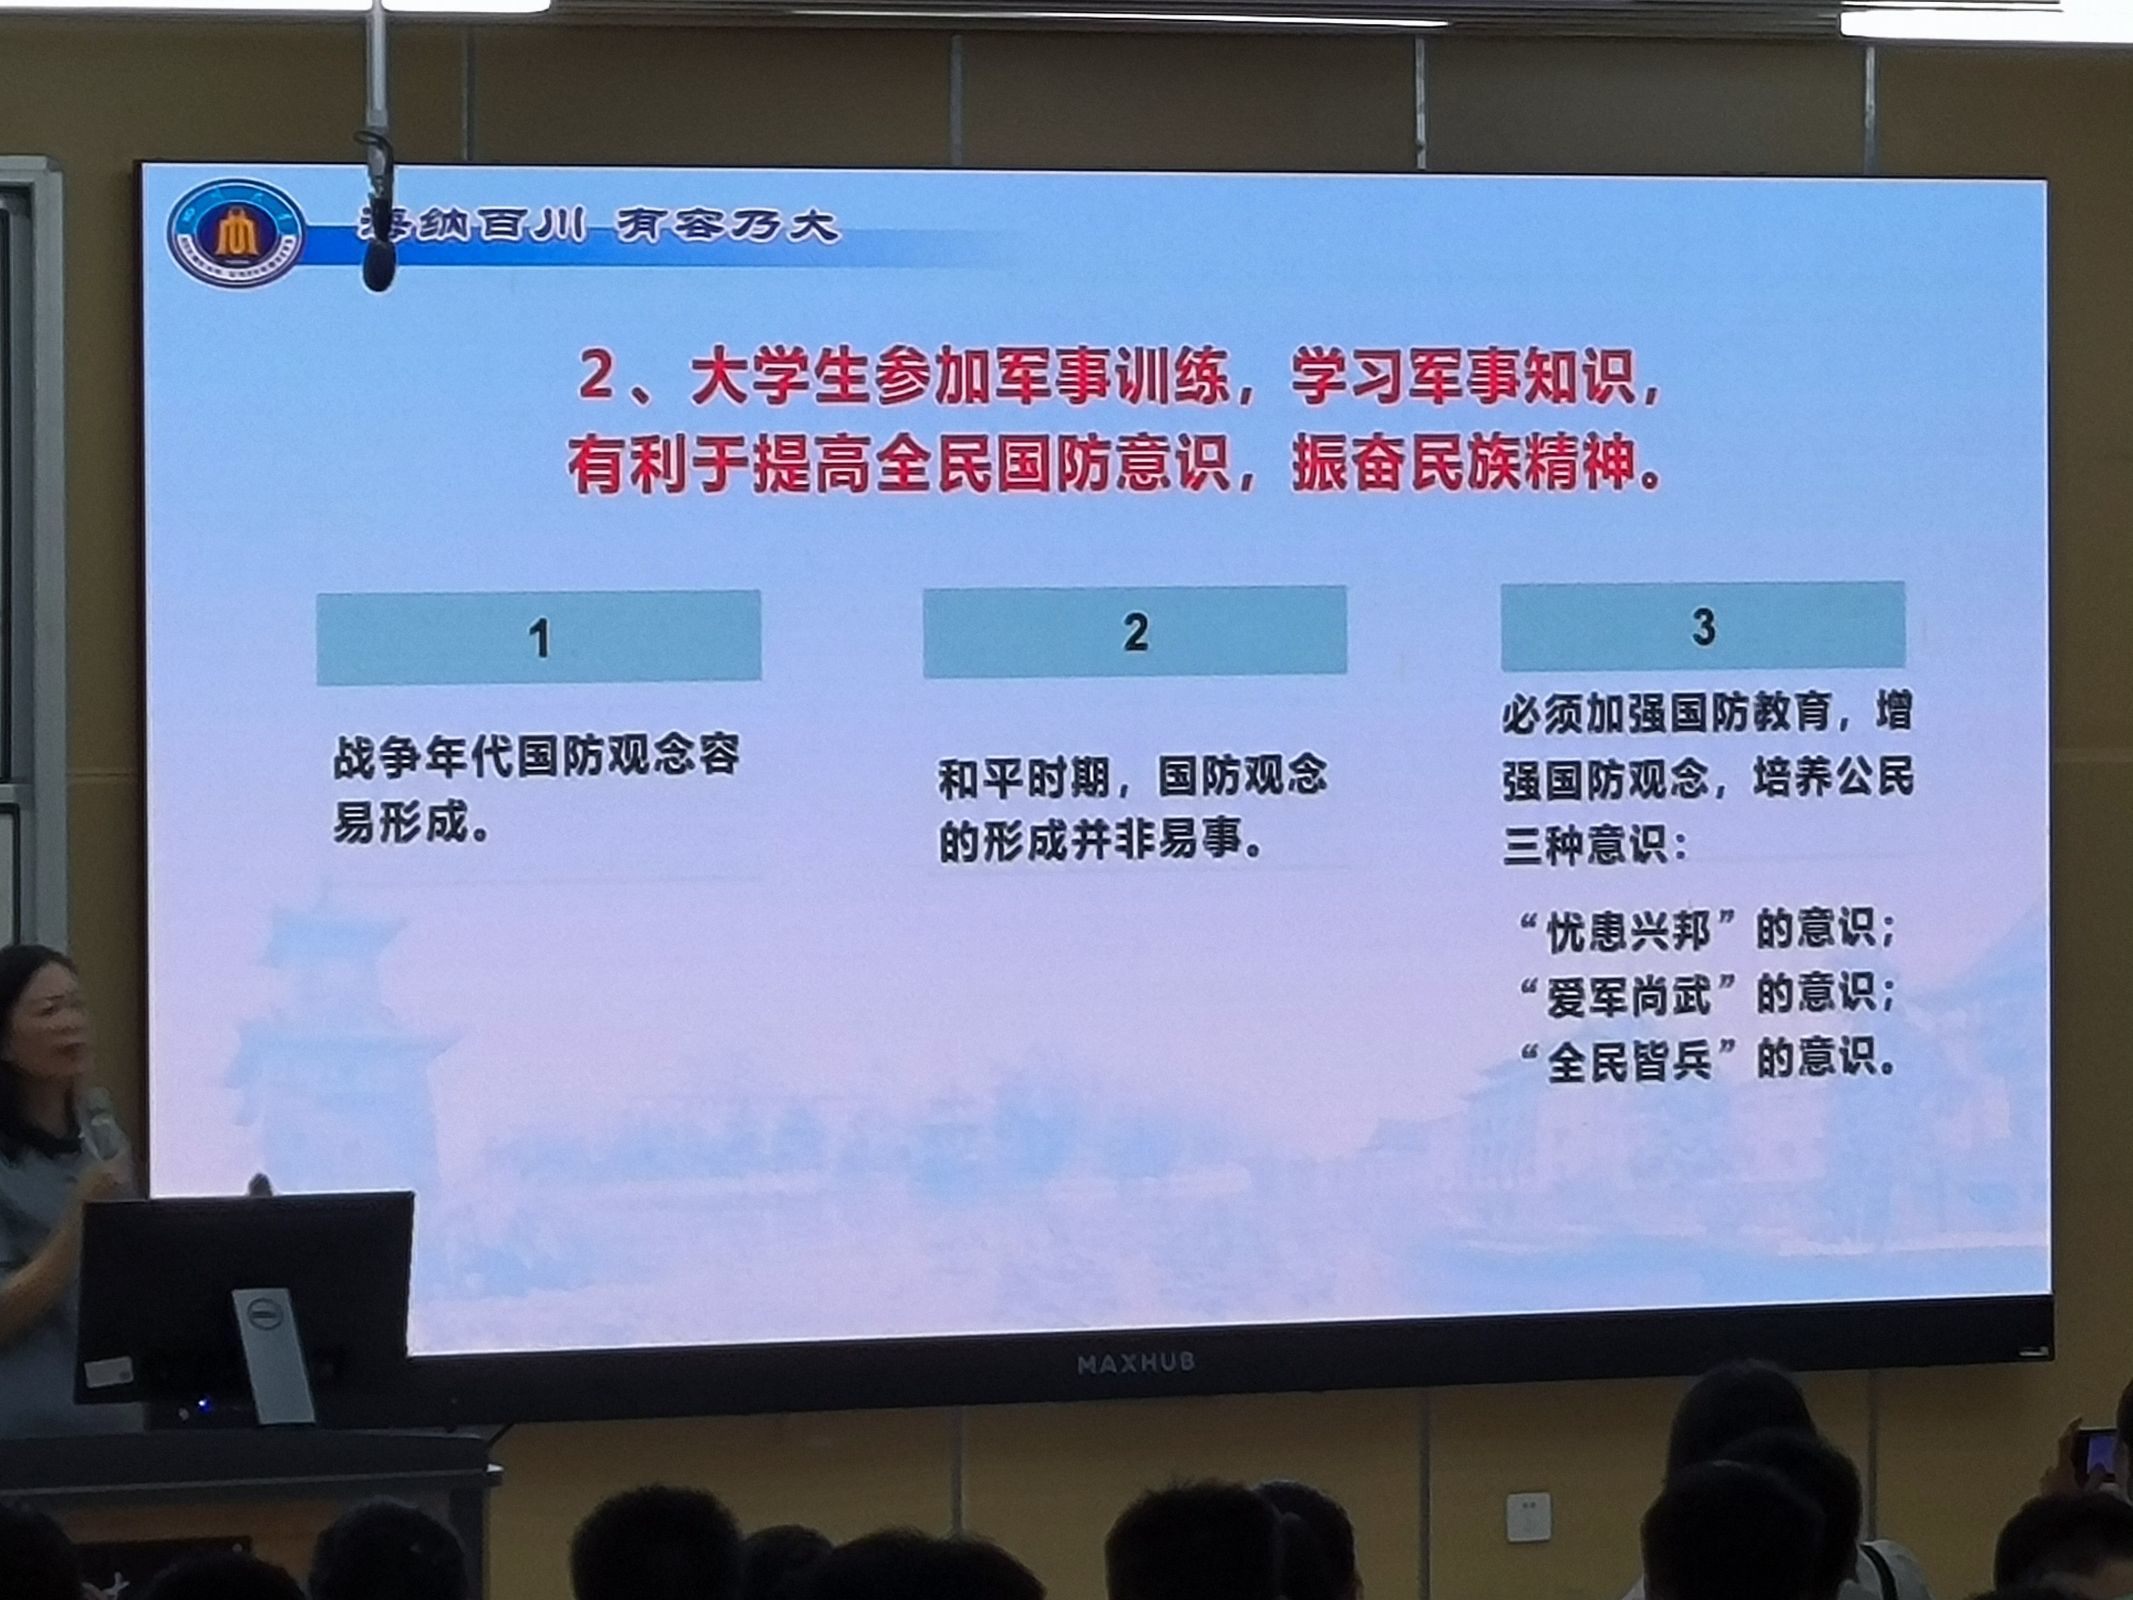 海纳百川 有容乃大
2、大学生参加军事训练，学习军事知识，
有利于提高全民国防意识，振奋民族精神。
1
战争年代国防观念容
易形成。
2
和平时期，国防观念
的形成并非易事。
3
必须加强国防教育，增
强国防观念，培养公民
三种意识：
“忧患兴邦”的意识；
“爱军尚武”的意识；
“全民皆兵”的意识。
MAXHUB
DELL